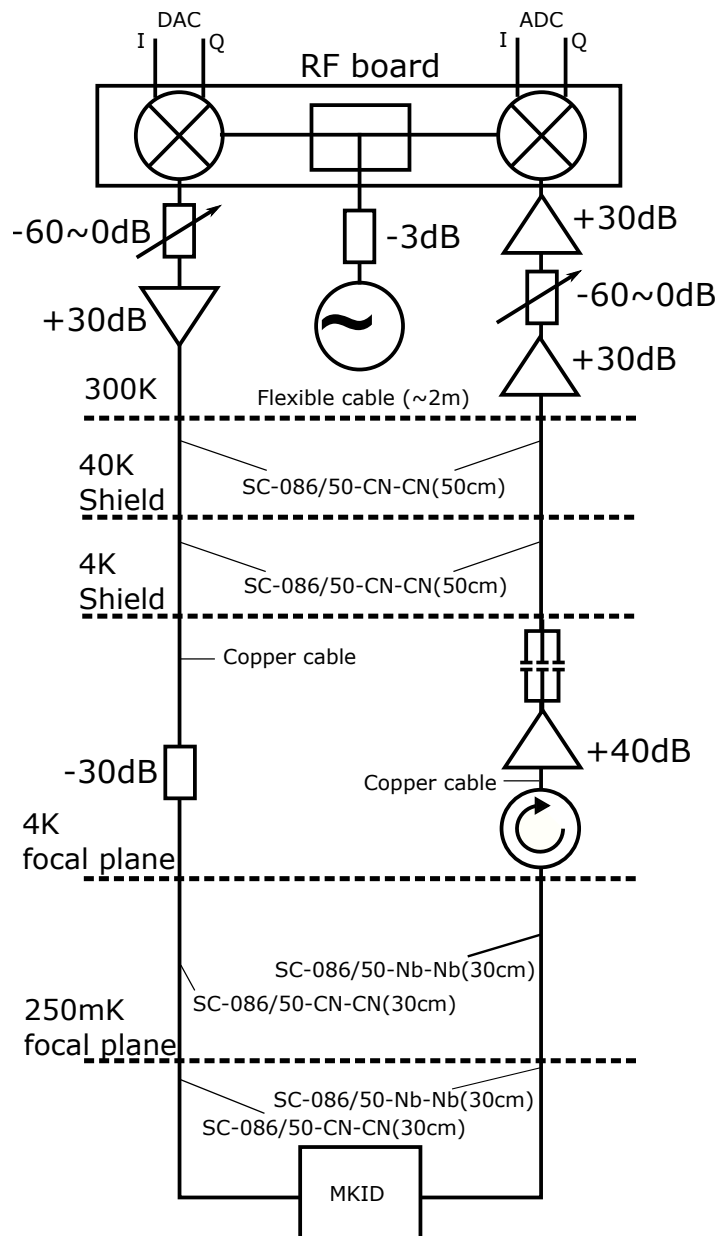 DAC
ADC
I
Q
I
Q
RF board
-60~0dB
-3dB
+30dB
+30dB
-60~0dB
+30dB
300K
Flexible cable (~2m)
40K
Shield
SC-086/50-CN-CN(50cm)
4K
Shield
SC-086/50-CN-CN(50cm)
Copper cable
-30dB
+40dB
Copper cable
4K
focal plane
SC-086/50-Nb-Nb(30cm)
SC-086/50-CN-CN(30cm)
250mK
focal plane
SC-086/50-Nb-Nb(30cm)
SC-086/50-CN-CN(30cm)
MKID